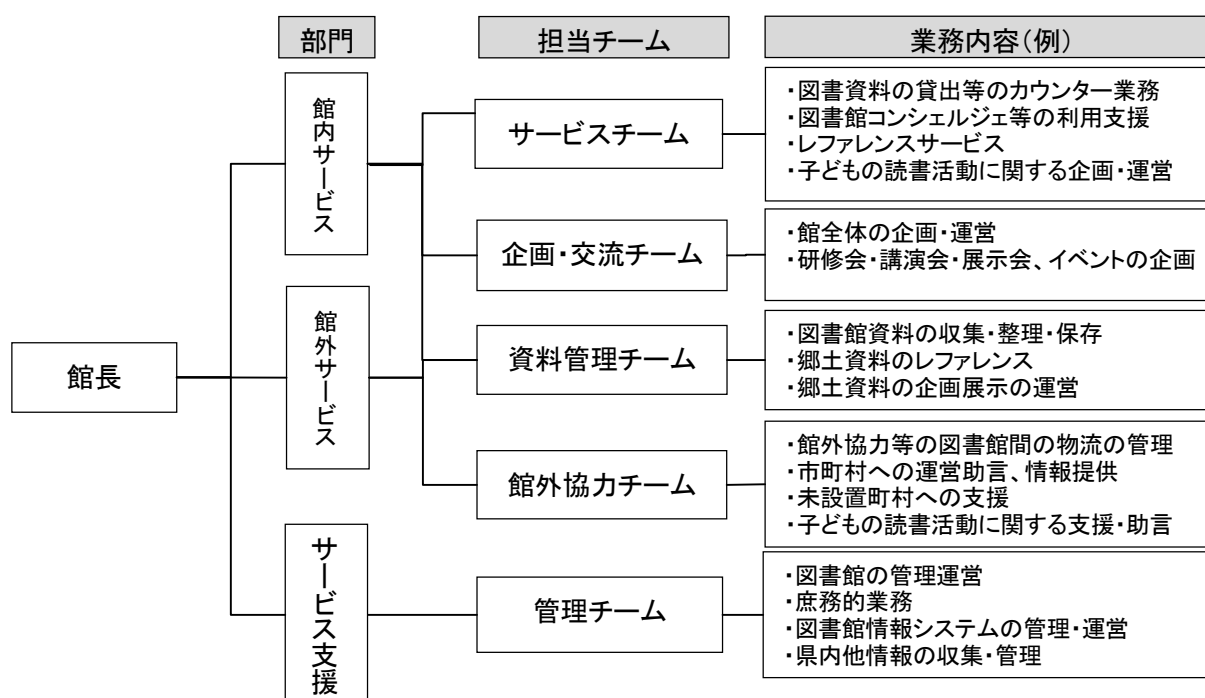 部門
担当チーム
業務内容(例)
館長
館内サービス
館外サービス
サービス支援
サービスチーム
・図書資料の貸出等のカウンター業務
・図書館コンシェルジェ等の利用支援
・レファレンスサービス
・子どもの読書活動に関する企画・運営
企画・交流チーム
・館全体の企画・運営
・研修会・講演会・展示会、イベントの企画
資料管理チーム
・図書館資料の収集・整理・保存
・郷土資料のレファレンス
・郷土資料の企画展示の運営
館外協力チーム
・館外協力等の図書館間の物流の管理
・市町村への運営助言、情報提供
・未設置町村への支援
・子どもの読書活動に関する支援・助言
管理チーム
・図書館の管理運営
・庶務的業務
・図書館情報システムの管理・運営
・県内他情報の収集・管理